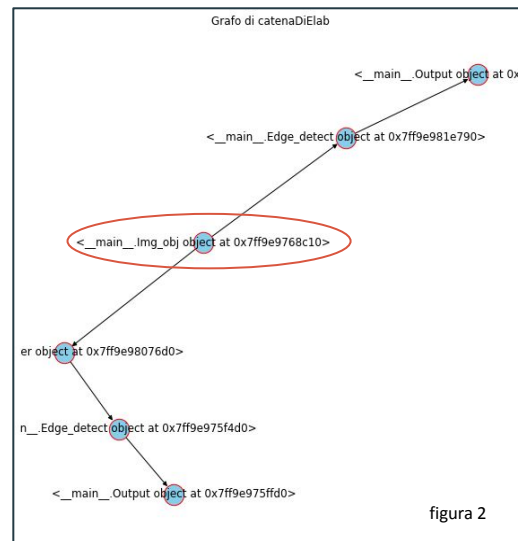 Grafo di catenaDiElab
<__main__.Output object at 0x
<__main__.Edge_detect object at 0x7ff9e981e790>
<__main__.Img_obj object at 0x7ff9e9768c10>
er object at 0x7ff9e98076d0>
n__.Edge_detect object at 0x7ff9e975f4d0>
<__main__.Output object at 0x7ff9e975ffd0>
figura 2